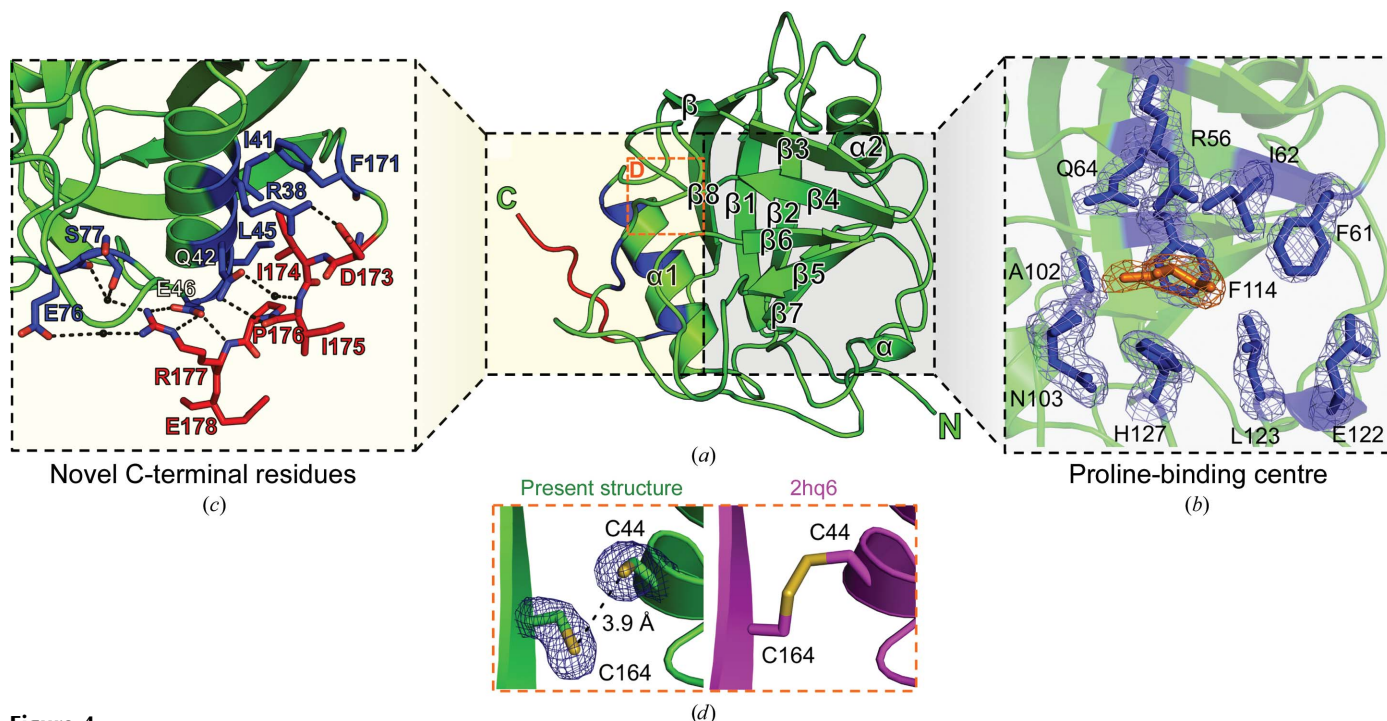 I41
F171
R38
S77
L45
Q42
I174
D173
E46
E76
P176
I175
R177
E178
Novel C-terminal residues
(c)
β
β3
α2
D
C
β8
β1
β4
β2
β6
α1
β5
β7
α
N
(a)
R56
I62
Q64
F61
A102
F114
N103
H127
L123
E122
Proline-binding centre
(b)
Present structure
2hq6
C44
C44
3.9 Å
C164
C164
(d)
Figure 4